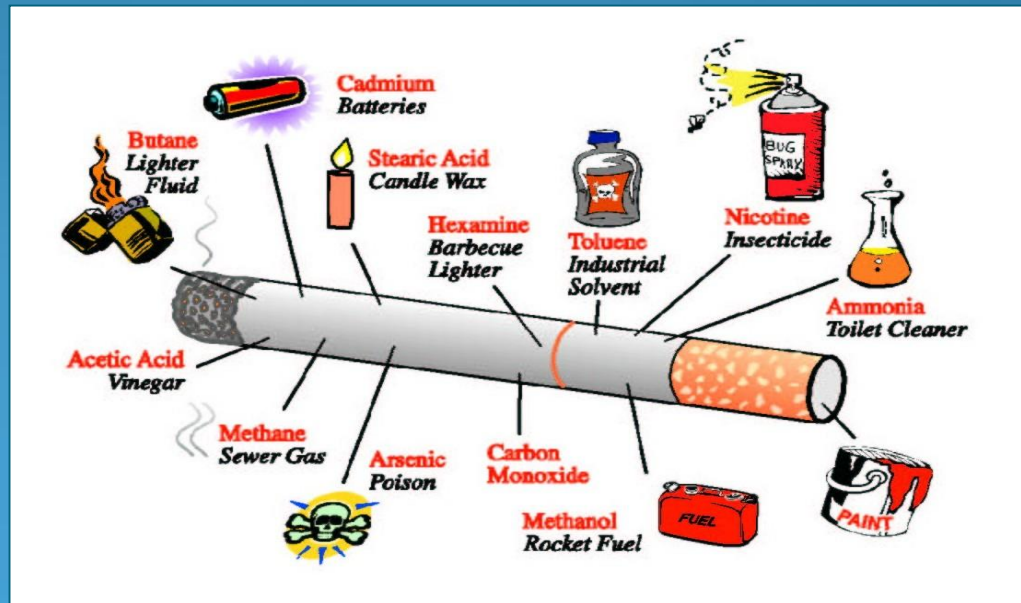 Cadmium
Batteries
Butane
Lighter
Fluid
Stearic Acid
Candle Wax
Hexamine
Barbecue
Lighter
Toluene
Industrial
Solvent
BUG
SPRAY
Nicotine
Insecticide
Ammonia
Toilet Cleaner
Acetic Acid
Vinegar
Methane
Sewer Gas
Arsenic
Poison
Carbon
Monoxide
Methanol
Rocket Fuel
FUEL
PAINT